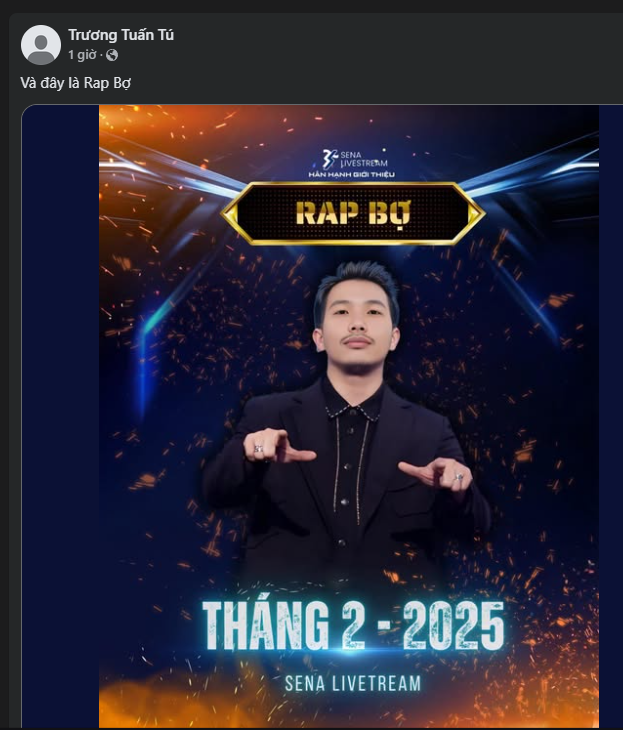 Trương Tuấn Tú
1 giờ ·
Và đây là Rap Bợ
SENA
LIVESTREAM
HÂN HẠNH GIỚI THIỆU
RAP BỢ
THÁNG 2 - 2025
SENA LIVETREAM